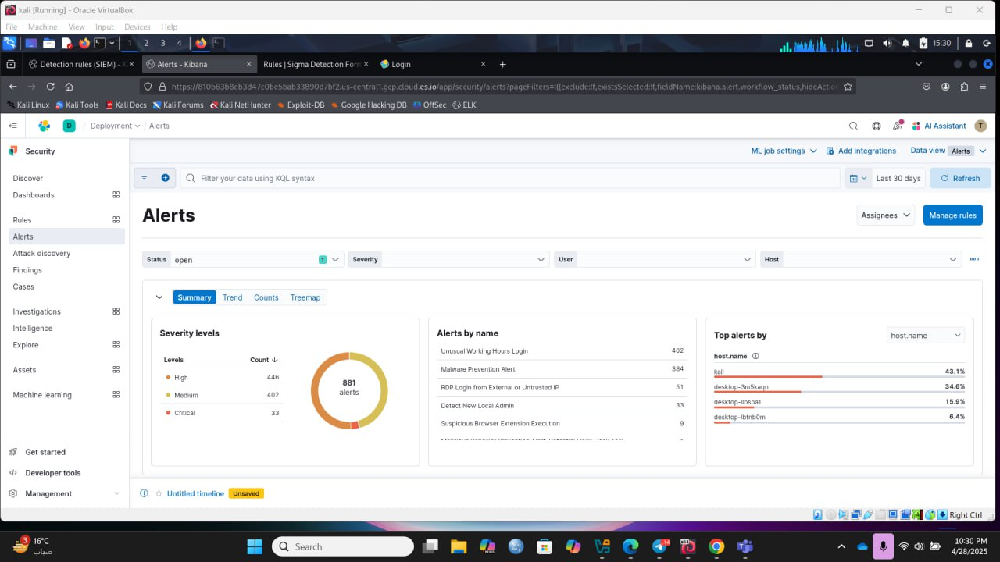 kali [Running] - Oracle VirtualBox
File Machine View Input Devices Help
1 2 3 4 15:30
Detection rules (SIEM) - K
Alerts - Kibana
Rules | Sigma Detection Form
Login
https://810b63b8eb3d47c0be5bab33890d7bf2.us-central1.gcp.cloud.es.io/app/security/alerts?pageFilters=!((exclude:!f,existsSelected:!f,fieldName:kibana.alert.workflow_status,hideActio
Kali Linux Kali Tools Kali Docs Kali Forums Kali NetHunter Exploit-DB Google Hacking DB OffSec ELK
D Deployment / Alerts AI Assistant T
Security
ML job settings Add integrations Data view Alerts
Discover
Dashboards
Rules
Alerts
Attack discovery
Findings
Cases
Investigations
Intelligence
Explore
Assets
Machine learning
Get started
Developer tools
Management
Filter your data using KQL syntax Last 30 days Refresh
Alerts
Assignees Manage rules
Status open 1 Severity User Host
Summary Trend Counts Treemap
Severity levels
Levels Count
High 446
Medium 402
Critical 33
881
alerts
Alerts by name
Unusual Working Hours Login 402
Malware Prevention Alert 384
RDP Login from External or Untrusted IP 51
Detect New Local Admin 33
Suspicious Browser Extension Execution 9
Top alerts by host.name
host.name
kali 43.1%
desktop-3m5kaqn 34.6%
desktop-llbsba1 15.9%
desktop-lbtnb0m 6.4%
Untitled timeline Unsaved
Right Ctrl
3 16°C
ضباب
Search
14
10:30 PM
4/28/2025